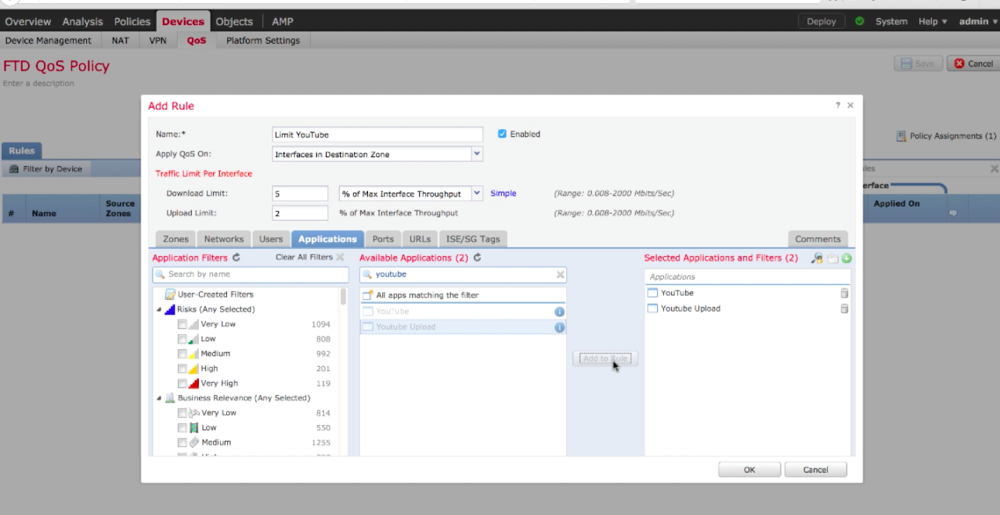 Overview Analysis Policies Devices Objects AMP Deploy System Help admin
Device Management NAT VPN QoS Platform Settings
FTD QoS Policy
Save Cancel
Enter a description
Add Rule
? ×
Name:* Limit YouTube Enabled
Policy Assignments (1)
Rules
Apply QoS On: Interfaces in Destination Zone
Filter by Device
Traffic Limit Per Interface
Download Limit: 5 % of Max Interface Throughput Simple (Range: 0.008-2000 Mbits/Sec)
# Name Source Zones Applied On
Upload Limit: 2 % of Max Interface Throughput (Range: 0.008-2000 Mbits/Sec)
Zones Networks Users Applications Ports URLs ISE/SG Tags Comments
Application Filters Clear All Filters Available Applications (2) Selected Applications and Filters (2)
Search by name youtube Applications
User-Created Filters All apps matching the filter YouTube
Risks (Any Selected) YouTube Youtube Upload
Very Low 1094 Youtube Upload
Low 808
Medium 992 Add to Rule
High 201
Very High 119
Business Relevance (Any Selected)
Very Low 814
Low 550
Medium 1255
OK Cancel